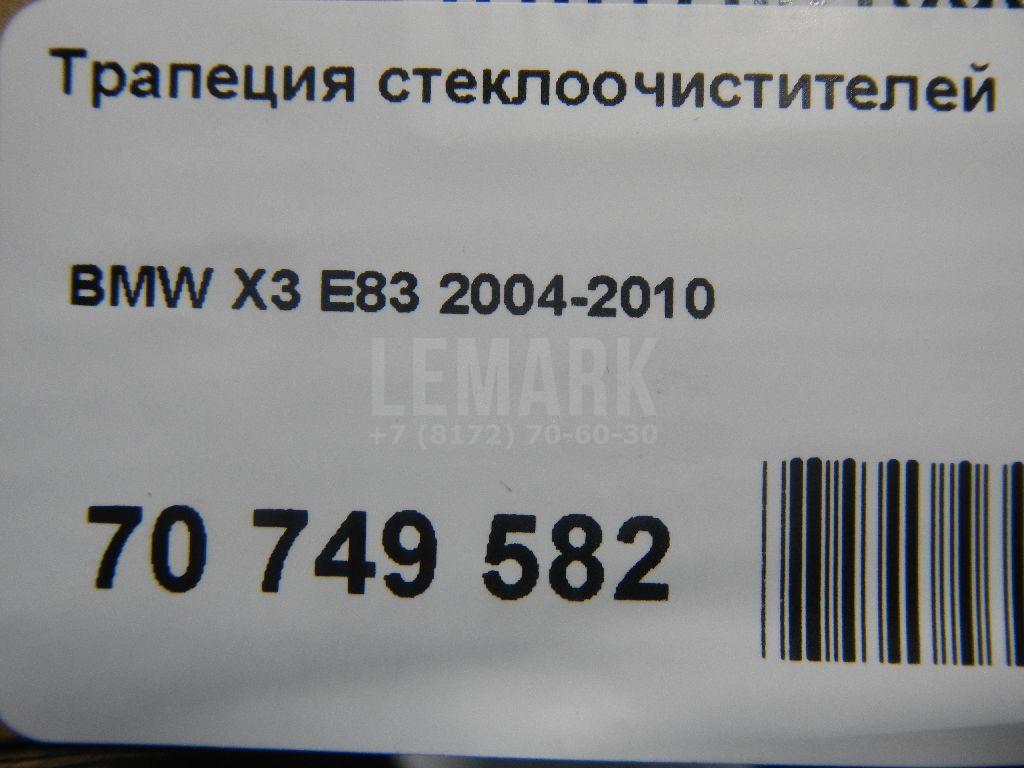 Трапеция стеклоочистителей
BMW X3 E83 2004-2010
LEMARK
+7 (8172) 70-60-30
70 749 582